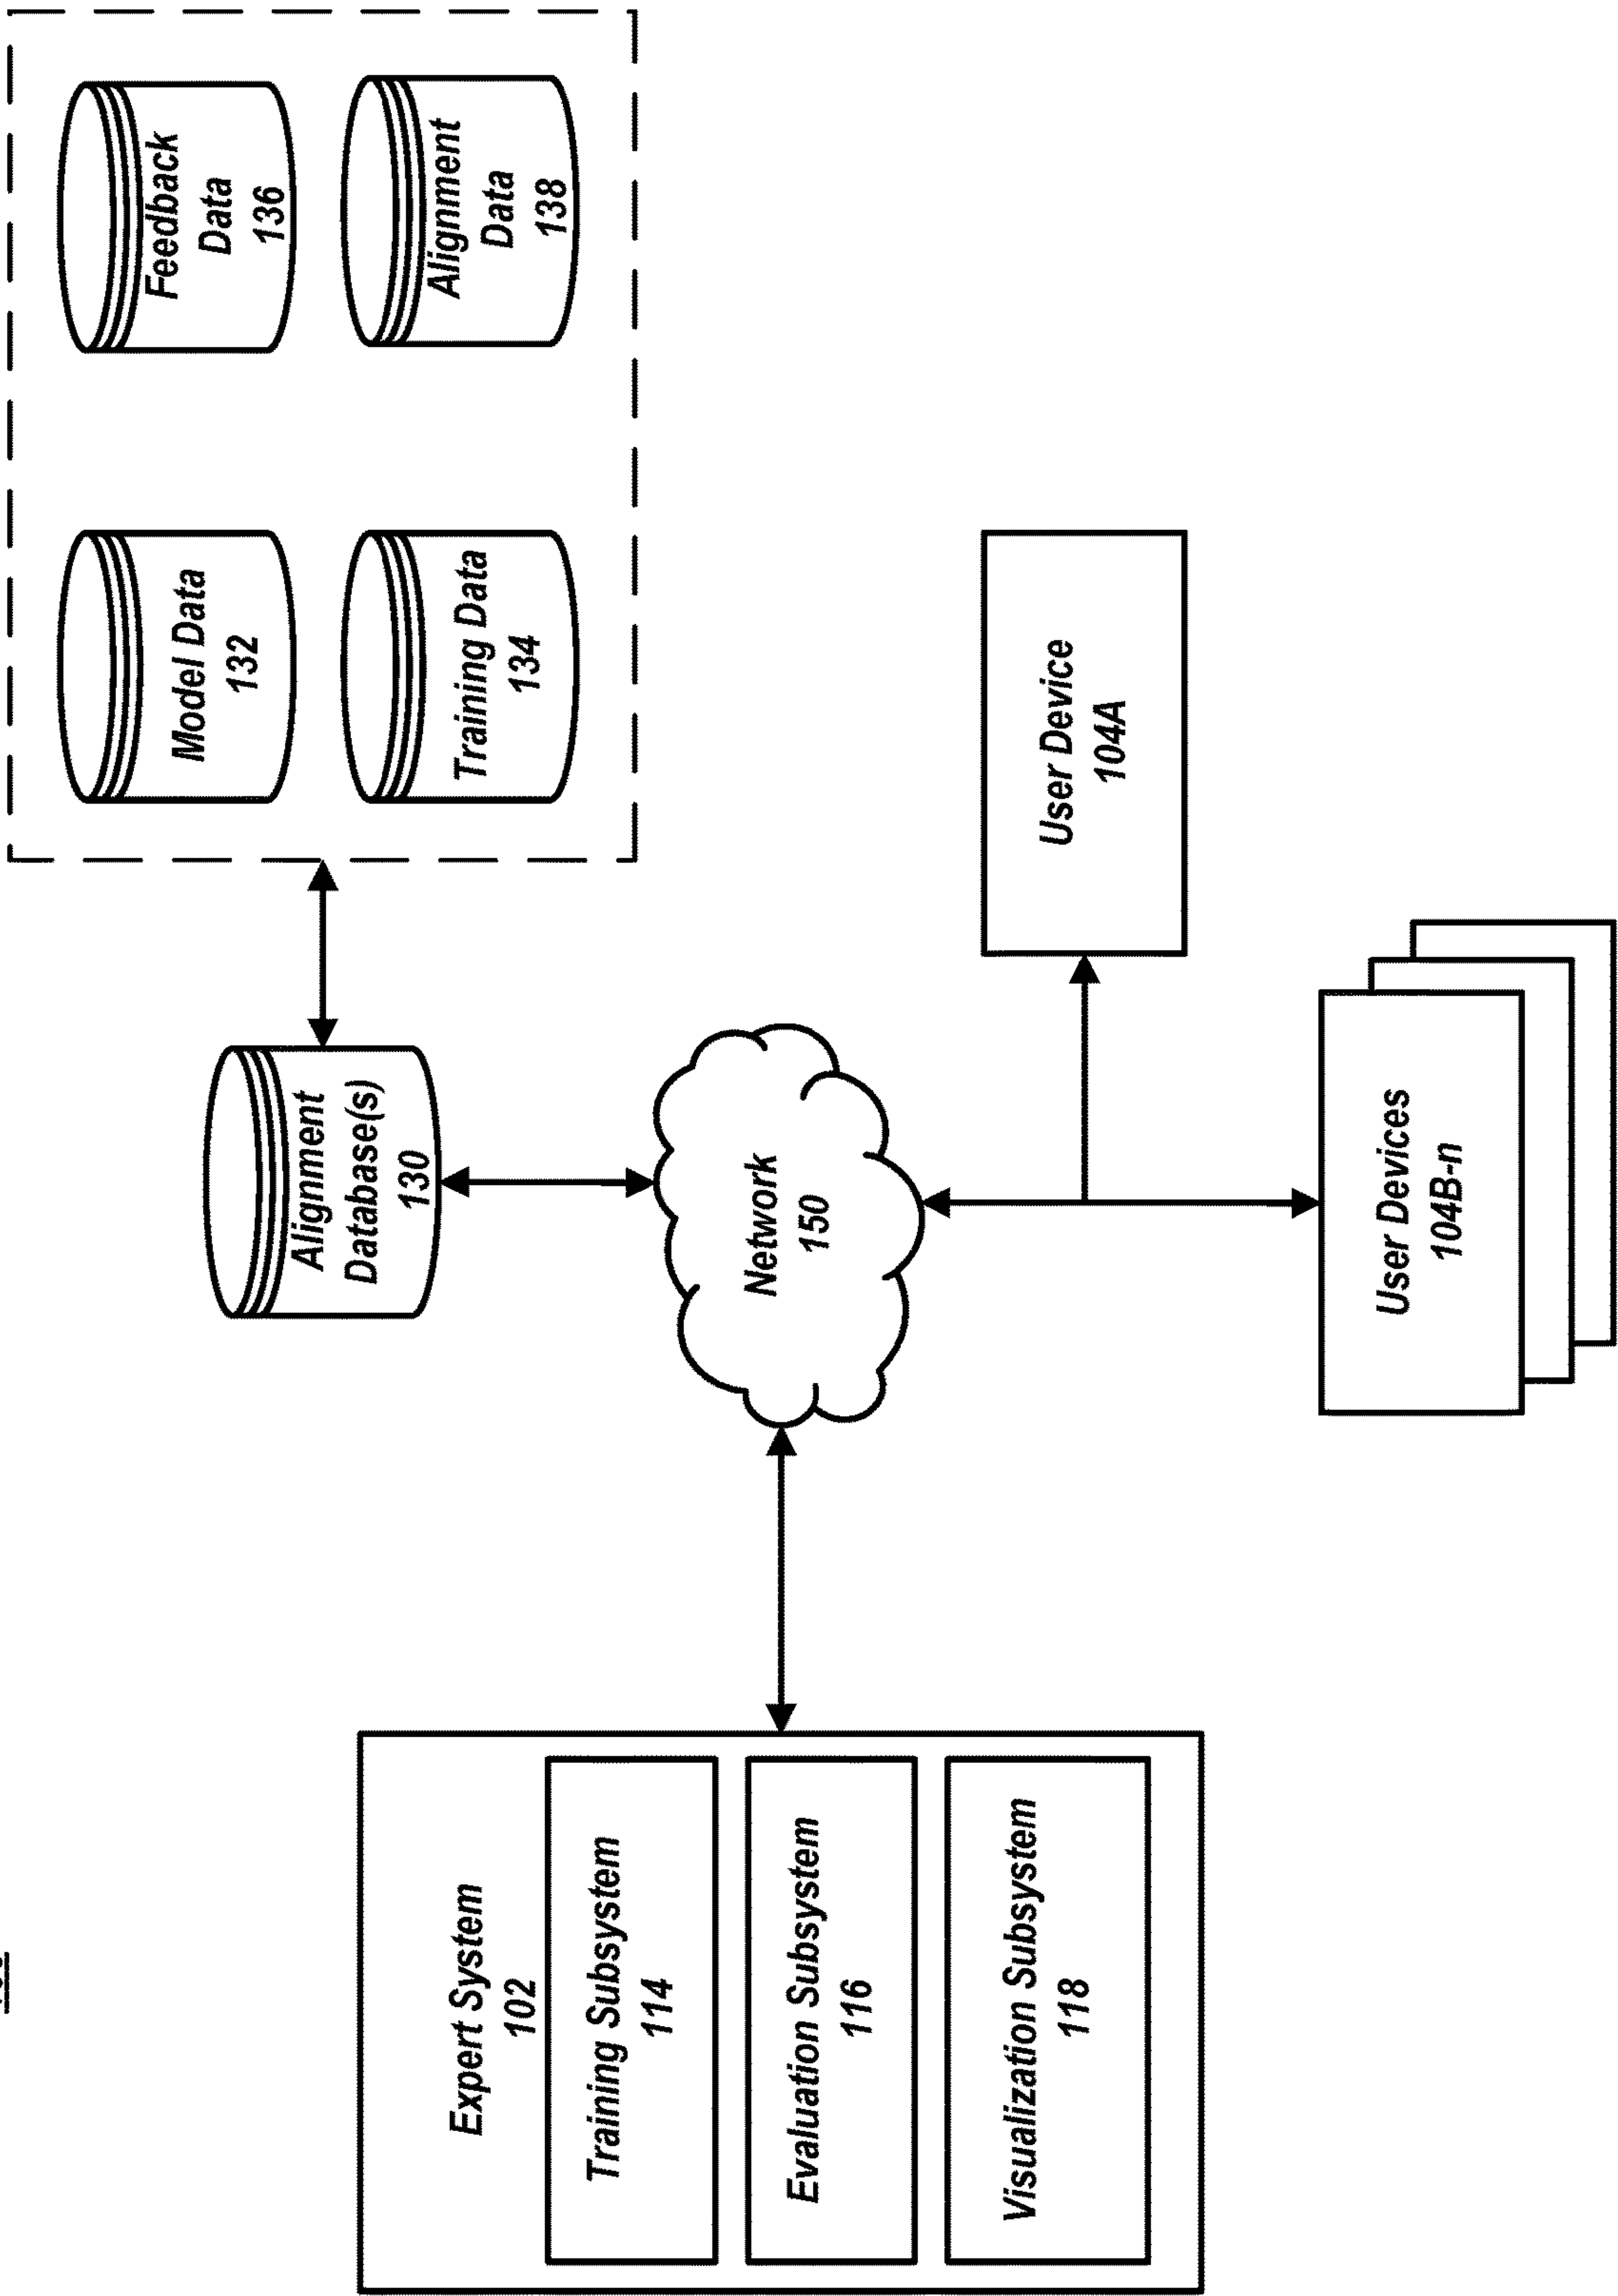 Expert System
102
Training Subsystem
114
Evaluation Subsystem
116
Visualization Subsystem
118
Alignment
Database(s)
130
Network
150
Model Data
132
Feedback
Data
136
Training Data
134
Alignment
Data
138
User Device
104A
User Devices
104B-n